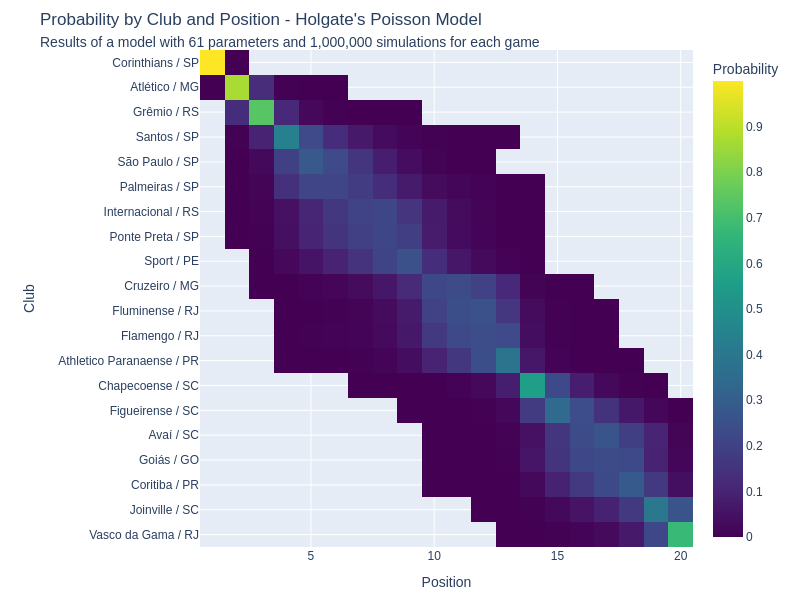 Probability by Club and Position - Holgate's Poisson Model
Results of a model with 61 parameters and 1,000,000 simulations for each game
Corinthians / SP
Atlético / MG
Grêmio / RS
Santos / SP
São Paulo / SP
Palmeiras / SP
Internacional / RS
Ponte Preta / SP
Sport / PE
Cruzeiro / MG
Fluminense / RJ
Flamengo / RJ
Athletico Paranaense / PR
Chapecoense / SC
Figueirense / SC
Avaí / SC
Goiás / GO
Coritiba / PR
Joinville / SC
Vasco da Gama / RJ
Club
5
10
15
20
Position
Probability
0.9
0.8
0.7
0.6
0.5
0.4
0.3
0.2
0.1
0